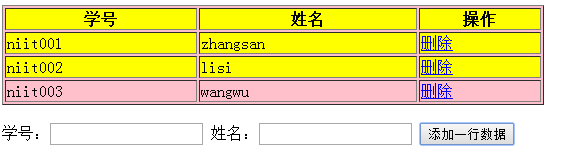 学号 姓名 操作
niit001 zhangsan 删除
niit002 lisi 删除
niit003 wangwu 删除
学号： 姓名： 添加一行数据